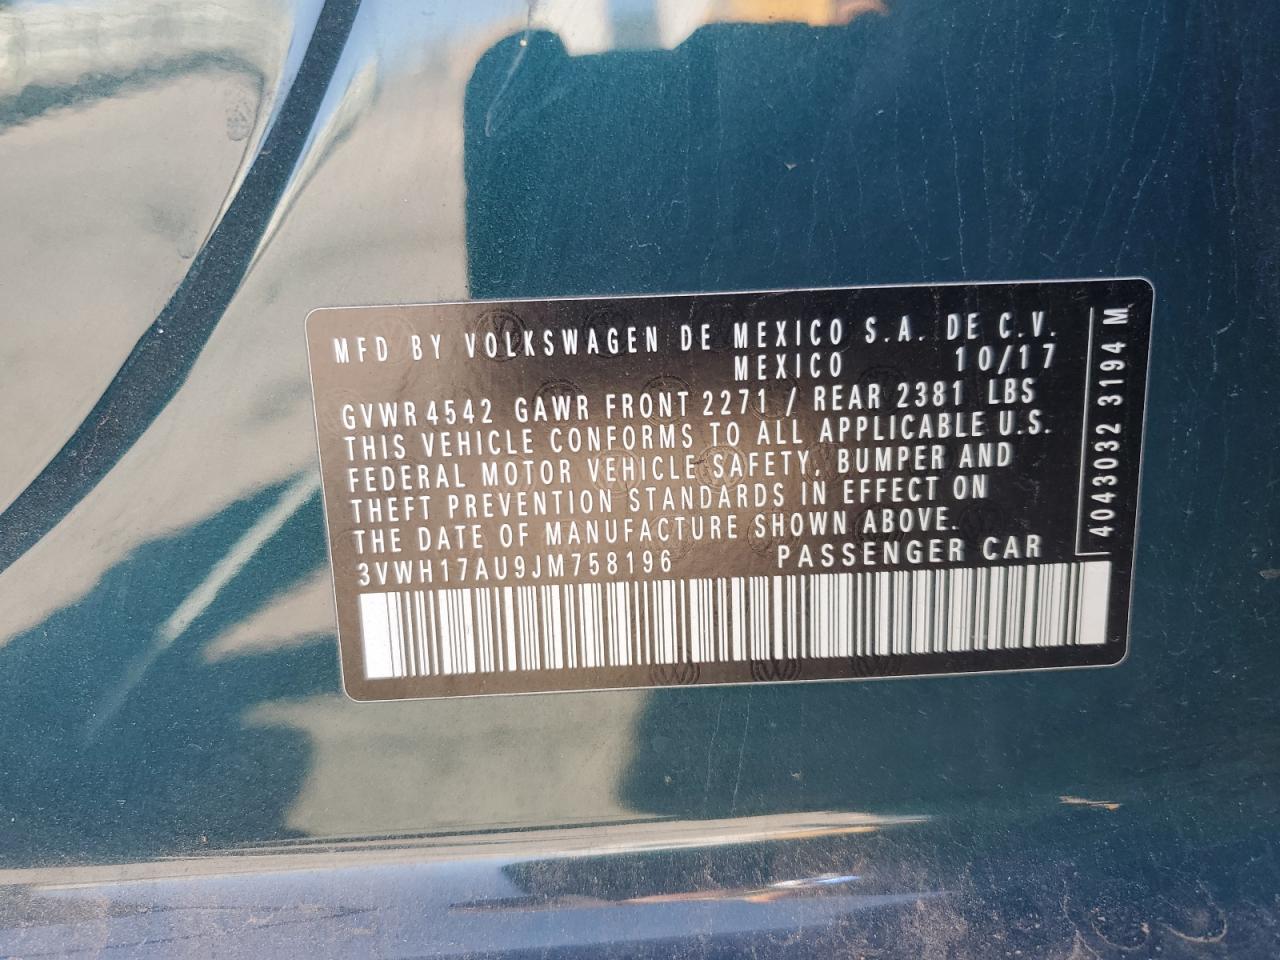 MFD BY VOLKSWAGEN DE MEXICO S.A. DE C.V.
MEXICO 10/17
GVWR 4542 GAWR FRONT 2271 / REAR 2381 LBS
THIS VEHICLE CONFORMS TO ALL APPLICABLE U.S.
FEDERAL MOTOR VEHICLE SAFETY, BUMPER AND
THEFT PREVENTION STANDARDS IN EFFECT ON
THE DATE OF MANUFACTURE SHOWN ABOVE.
3VWH17AU9JM758196 PASSENGER CAR
4043032 3194 M